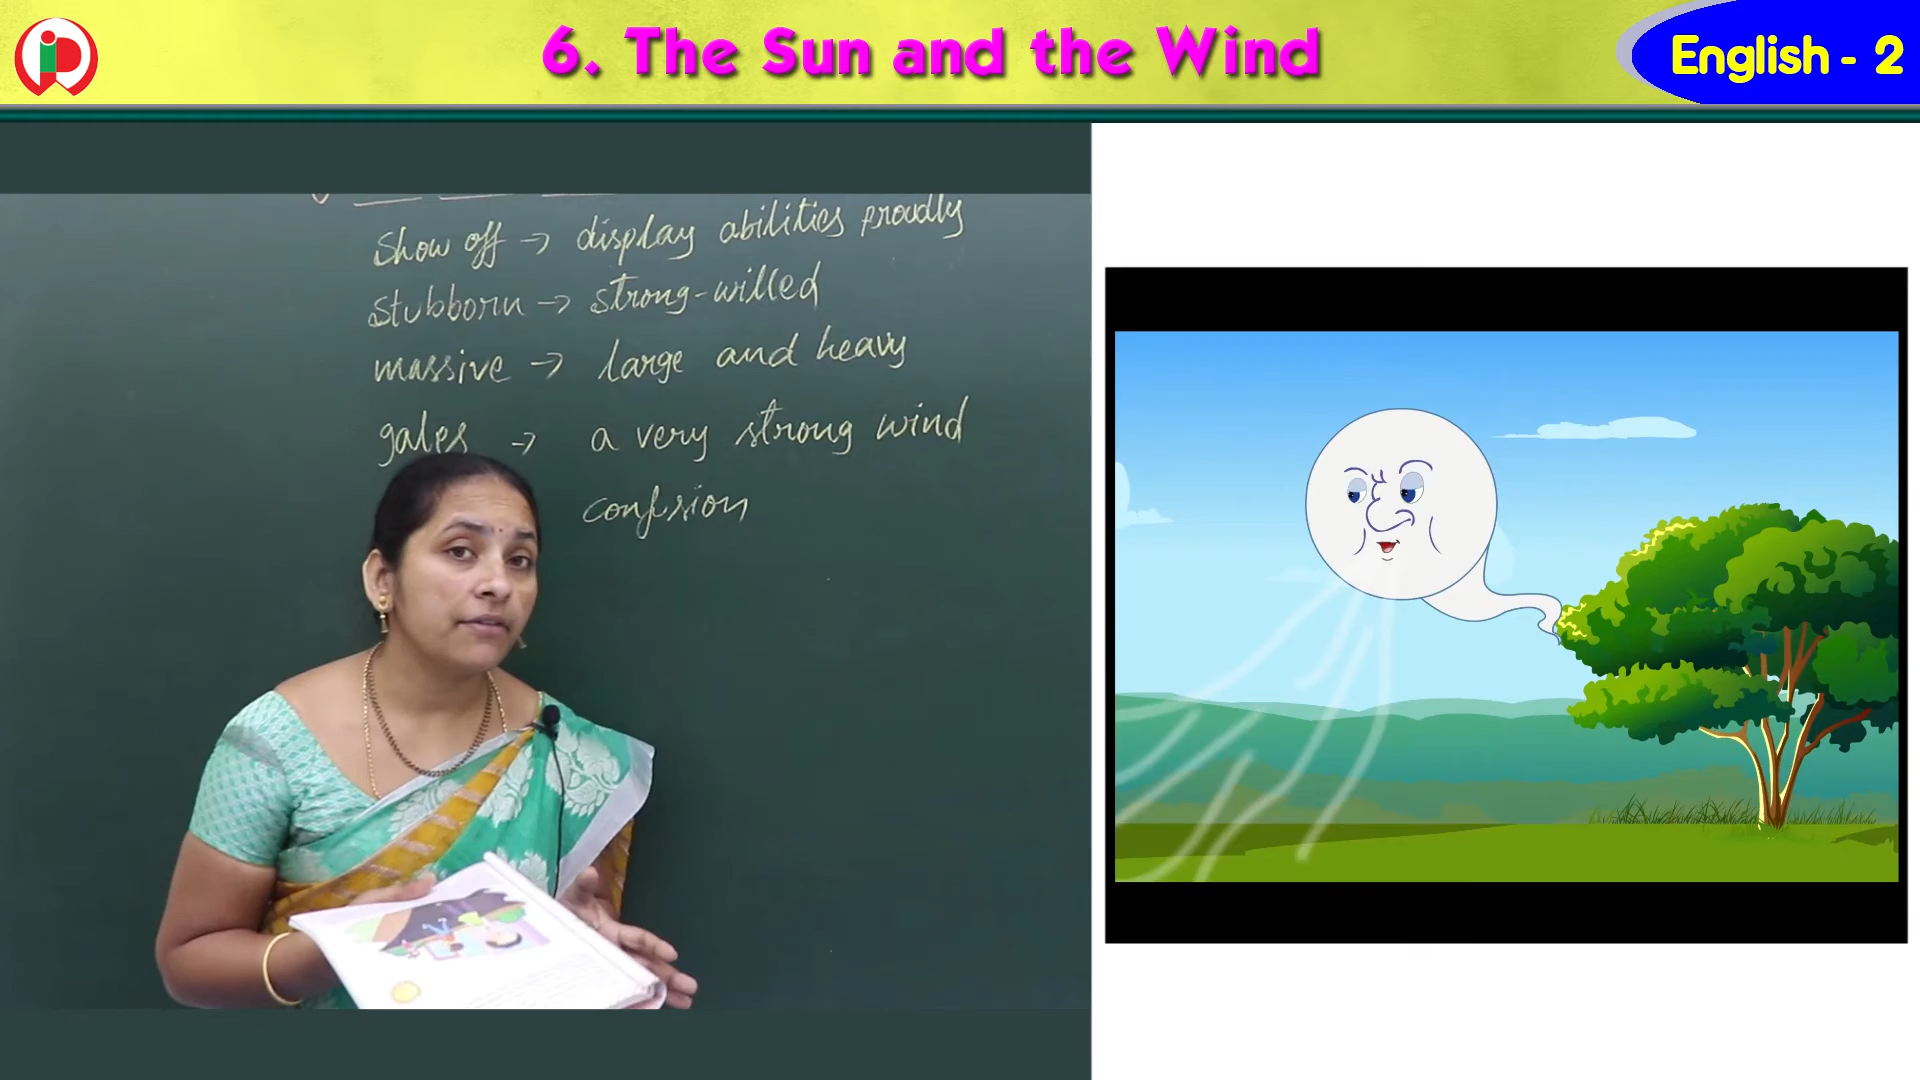 6. The Sun and the Wind
English - 2
Show off → display abilities proudly
stubborn → strong-willed
massive → large and heavy
gales → a very strong wind
confusion